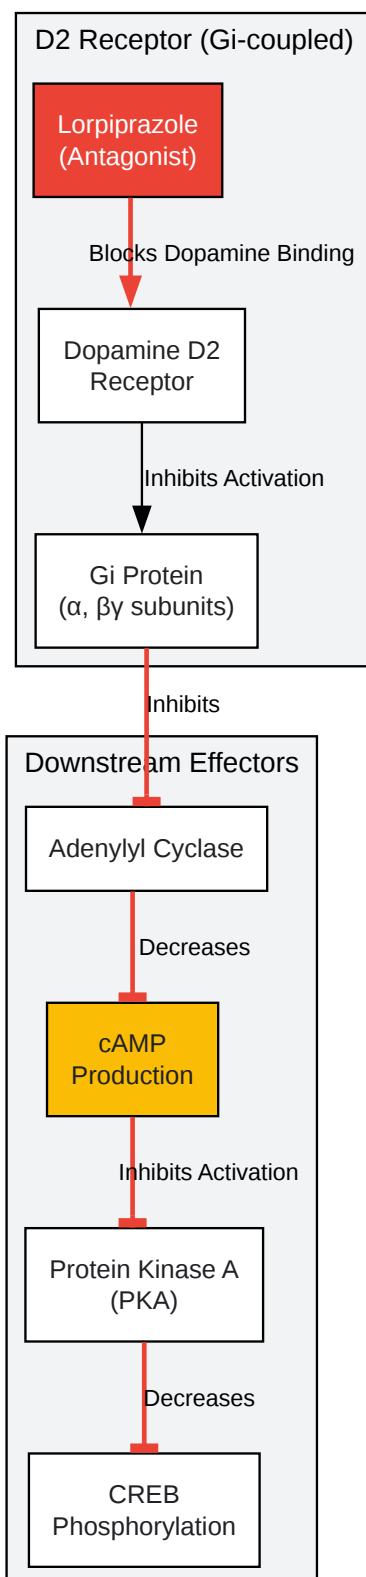 D2 Receptor (Gi-coupled)
Lorpiprazole
(Antagonist)
Blocks Dopamine Binding
Dopamine D2
Receptor
Inhibits Activation
Gi Protein
(α, βγ subunits)
Inhibits
Downstream Effectors
Adenylyl Cyclase
Decreases
cAMP
Production
Inhibits Activation
Protein Kinase A
(PKA)
Decreases
CREB
Phosphorylation